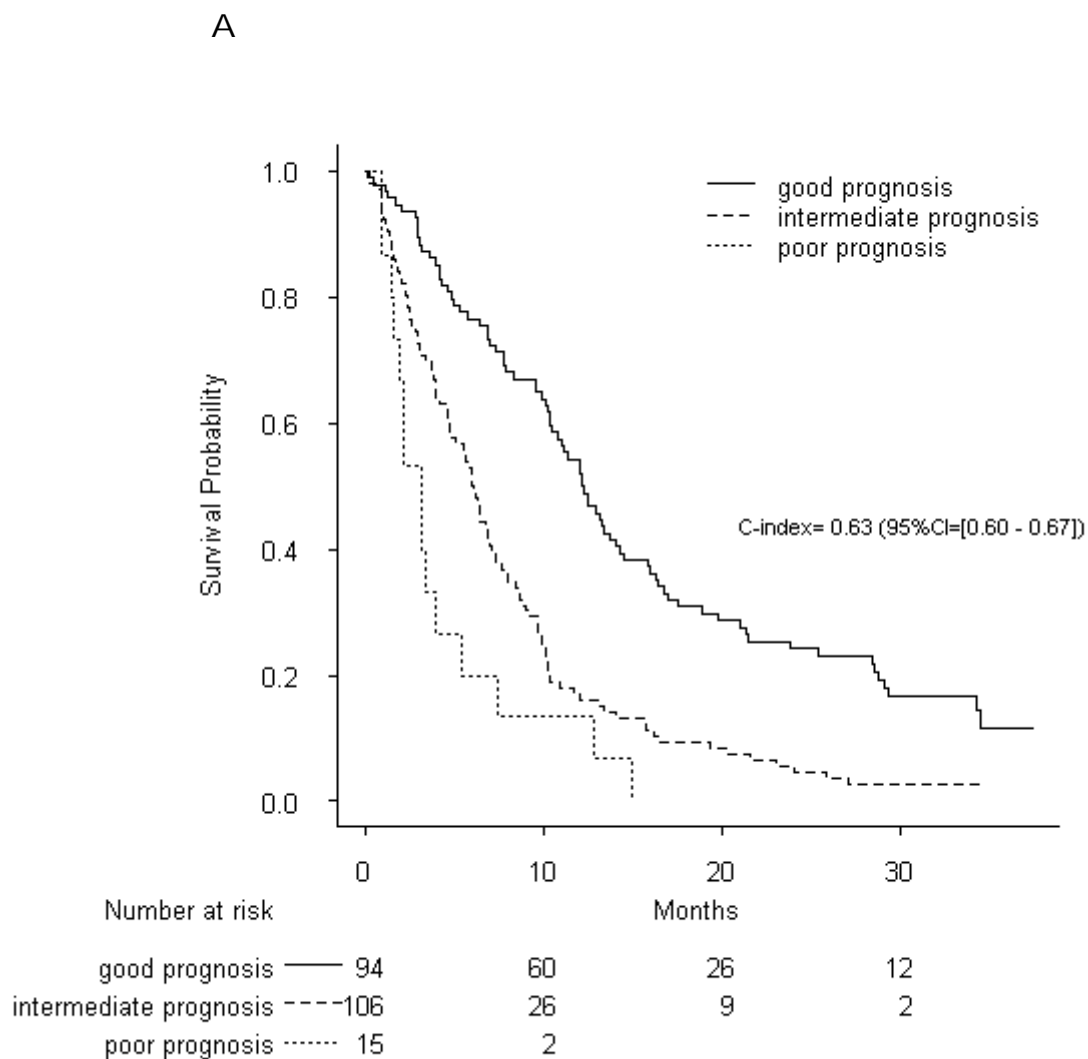 A
1.0
0.8
0.6
0.4
0.2
0.0
Survival Probability
good prognosis
intermediate prognosis
poor prognosis
C-index= 0.63 (95%CI=[0.60 - 0.67])
0 10 20 30
Number at risk Months
good prognosis 94 60 26 12
intermediate prognosis 106 26 9 2
poor prognosis 15 2